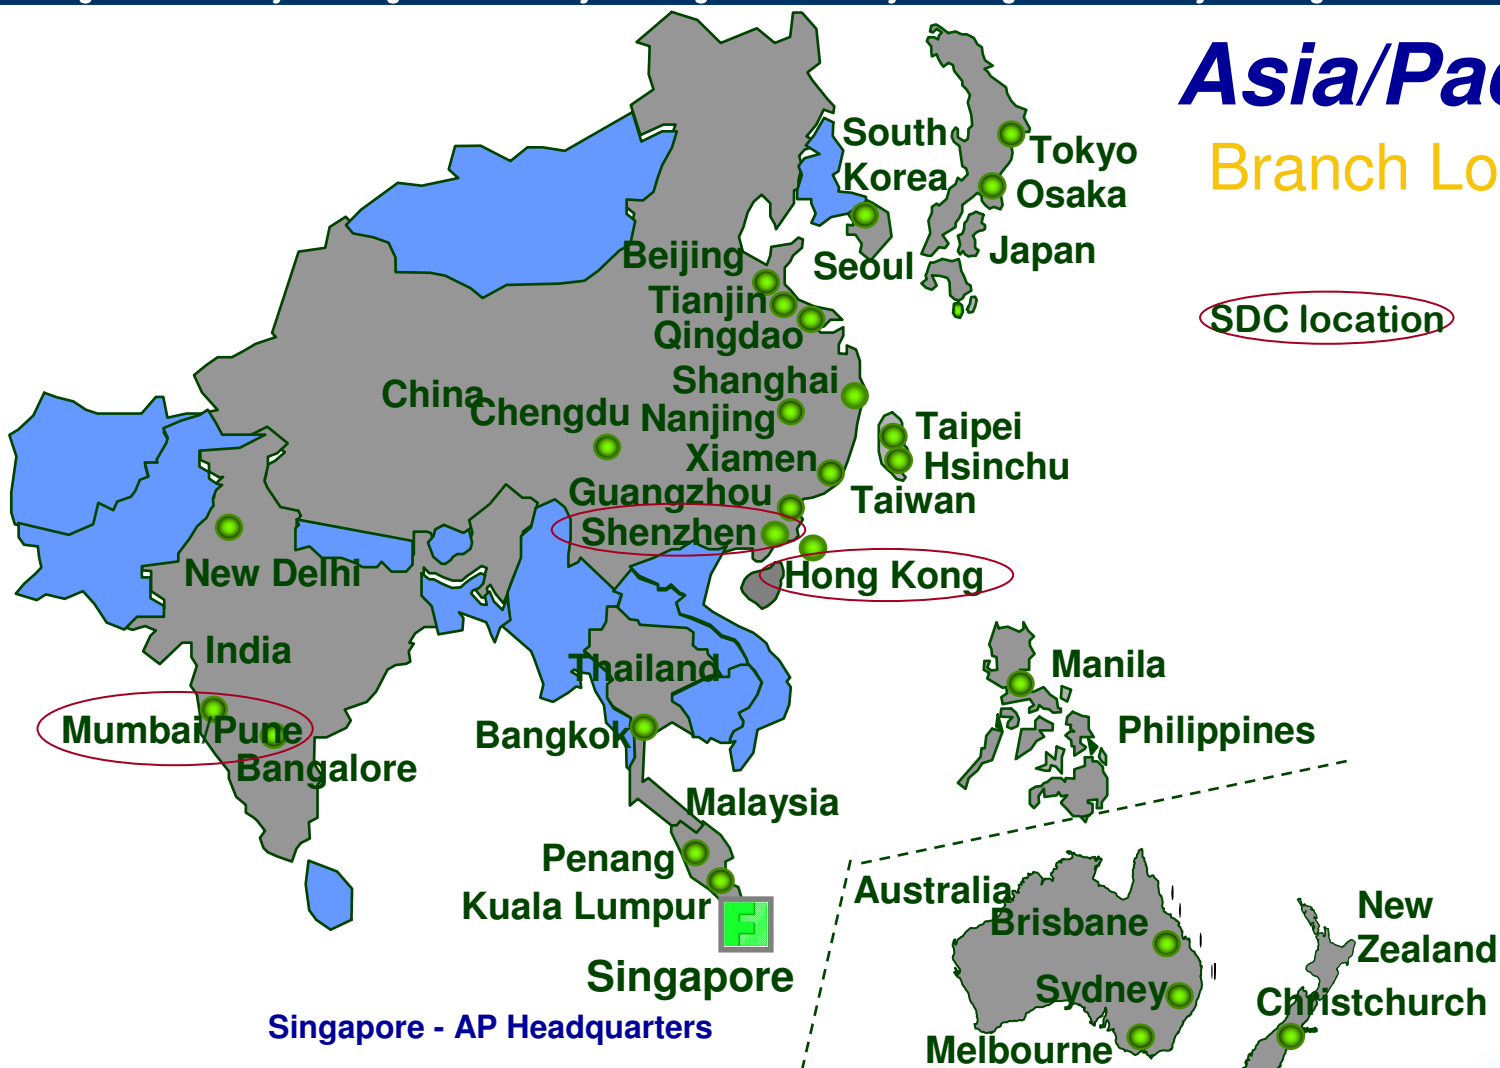 Asia/Pac
Branch Lo
South
Korea
Tokyo
Osaka
Japan
Beijing
Seoul
Tianjin
Qingdao
SDC location
Shanghai
China
Chengdu
Nanjing
Taipei
Xiamen
Hsinchu
Guangzhou
Taiwan
Shenzhen
New Delhi
Hong Kong
India
Thailand
Manila
Mumbai/Pune
Bangkok
Philippines
Bangalore
Malaysia
Penang
Kuala Lumpur
Australia
Brisbane
New
Zealand
Singapore
Sydney
Christchurch
Singapore - AP Headquarters
Melbourne